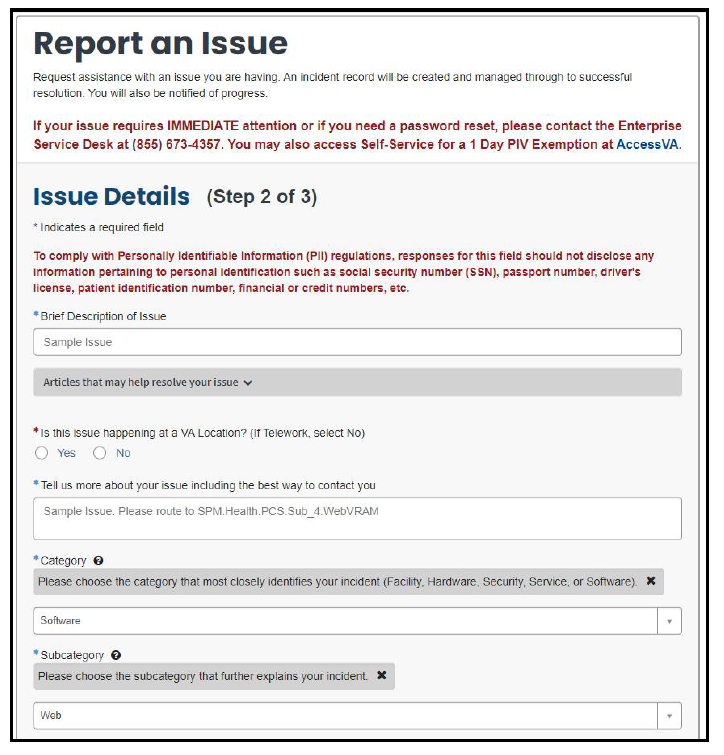 Report an Issue
Request assistance with an issue you are having. An incident record will be created and managed through to successful
resolution. You will also be notified of progress.
If your issue requires IMMEDIATE attention or if you need a password reset, please contact the Enterprise
Service Desk at (855) 673-4357. You may also access Self-Service for a 1 Day PIV Exemption at AccessVA.
Issue Details (Step 2 of 3)
* Indicates a required field
To comply with Personally Identifiable Information (PII) regulations, responses for this field should not disclose any
information pertaining to personal identification such as social security number (SSN), passport number, driver's
license, patient identification number, financial or credit numbers, etc.
* Brief Description of Issue
Sample Issue
Articles that may help resolve your issue
* Is this issue happening at a VA Location? (If Telework, select No)
Yes No
* Tell us more about your issue including the best way to contact you
Sample Issue. Please route to SPM.Health.PCS.Sub_4.WebVRAM
* Category ?
Please choose the category that most closely identifies your incident (Facility, Hardware, Security, Service, or Software). ✖
Software
* Subcategory ?
Please choose the subcategory that further explains your incident. ✖
Web